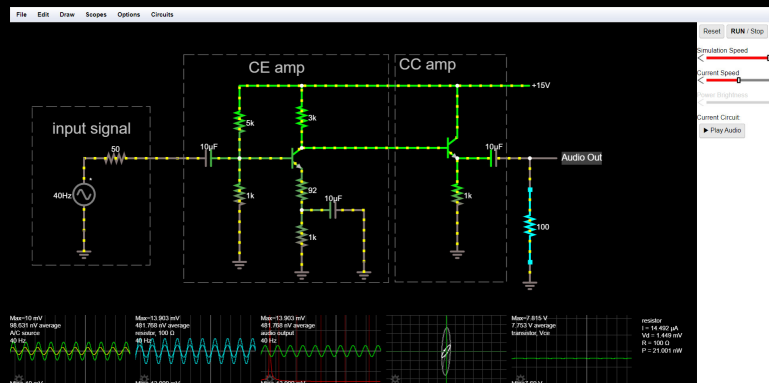 File Edit Draw Scopes Options Circuits
Reset RUN / Stop
Simulation Speed
Current Speed
Power Brightness
Current Circuit:
▶ Play Audio
CE amp
CC amp
+15V
input signal
5k
3k
50
10µF
10µF
Audio Out
40Hz
1k
92
10µF
1k
1k
100
Max=10 mV
98.631 nV average
A/C source
40 Hz
Max=13.903 mV
481.768 nV average
resistor, 100 Ω
40 Hz
Max=13.903 mV
481.768 nV average
audio output
40 Hz
Max=7.815 V
7.753 V average
transistor, Vce
resistor
I = 14.492 µA
Vd = 1.449 mV
R = 100 Ω
P = 21.001 nW